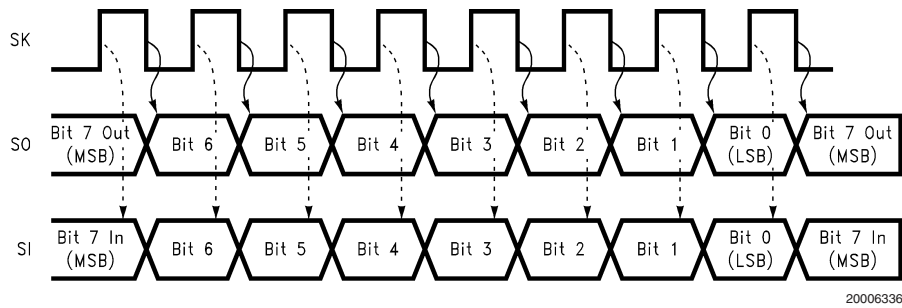 SK
SO
Bit 7 Out
(MSB)
Bit 6
Bit 5
Bit 4
Bit 3
Bit 2
Bit 1
Bit 0
(LSB)
Bit 7 Out
(MSB)
SI
Bit 7 In
(MSB)
Bit 6
Bit 5
Bit 4
Bit 3
Bit 2
Bit 1
Bit 0
(LSB)
Bit 7 In
(MSB)
20006336